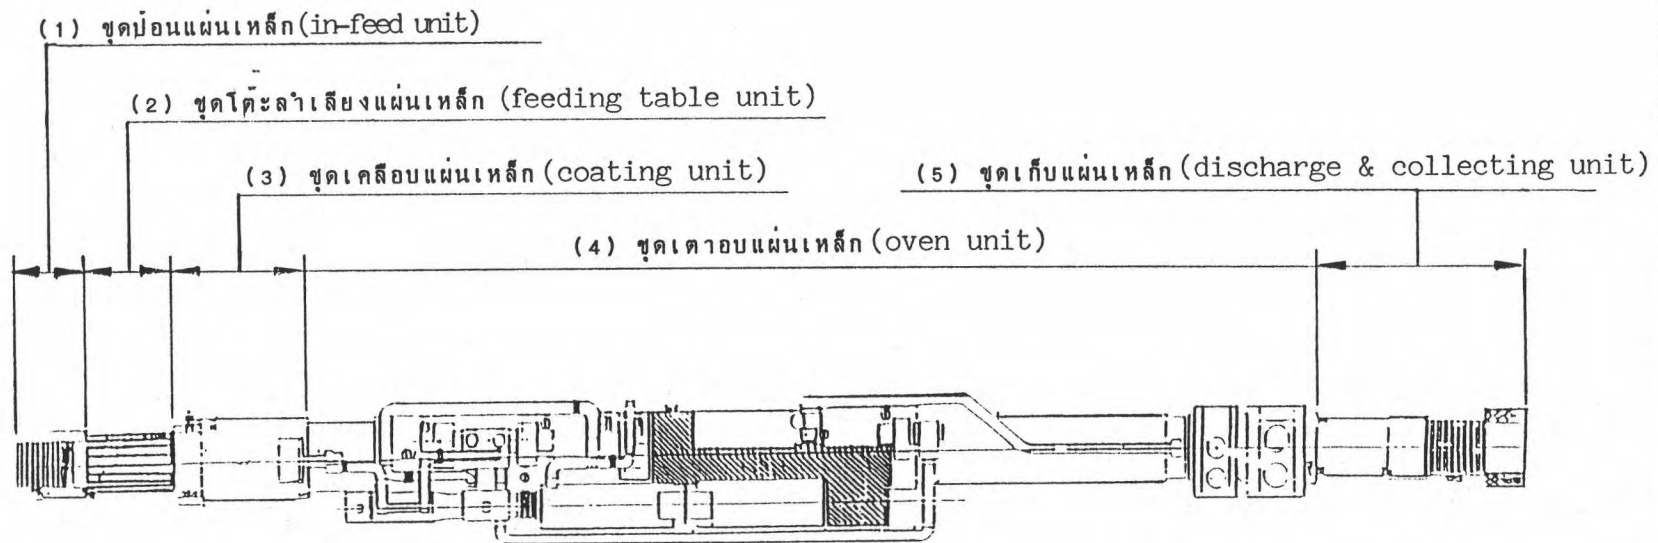 (1) ชุดป้อนแผ่นเหล็ก (in-feed unit)
(2) ชุดโต๊ะลำเลียงแผ่นเหล็ก (feeding table unit)
(3) ชุดเคลือบแผ่นเหล็ก (coating unit)
(5) ชุดเก็บแผ่นเหล็ก (discharge & collecting unit)
(4) ชุดเตาอบแผ่นเหล็ก (oven unit)